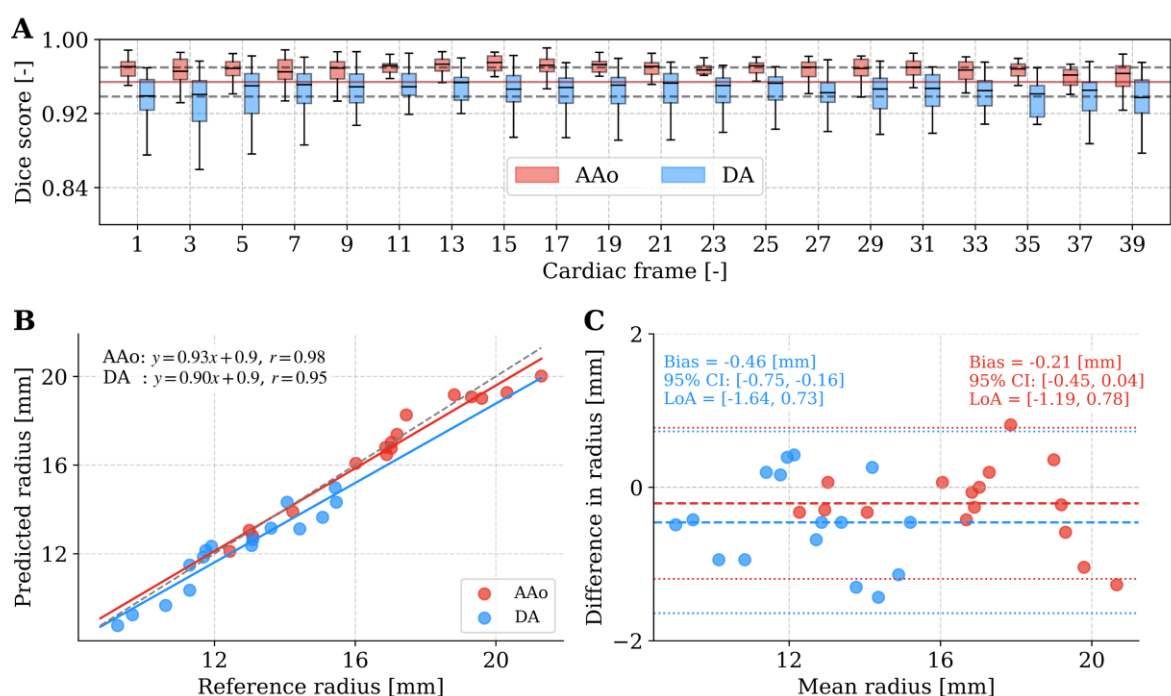 A
Dice score [-]
1.00
0.92
0.84
AAo DA
1 3 5 7 9 11 13 15 17 19 21 23 25 27 29 31 33 35 37 39
Cardiac frame [-]
B
Predicted radius [mm]
20
16
12
AAo: y=0.93x+0.9, r=0.98
DA : y=0.90x+0.9, r=0.95
AAo
DA
12 16 20
Reference radius [mm]
C
Difference in radius [mm]
2
0
−2
Bias = -0.46 [mm]
95% CI: [-0.75, -0.16]
LoA = [-1.64, 0.73]
Bias = -0.21 [mm]
95% CI: [-0.45, 0.04]
LoA = [-1.19, 0.78]
12 16 20
Mean radius [mm]